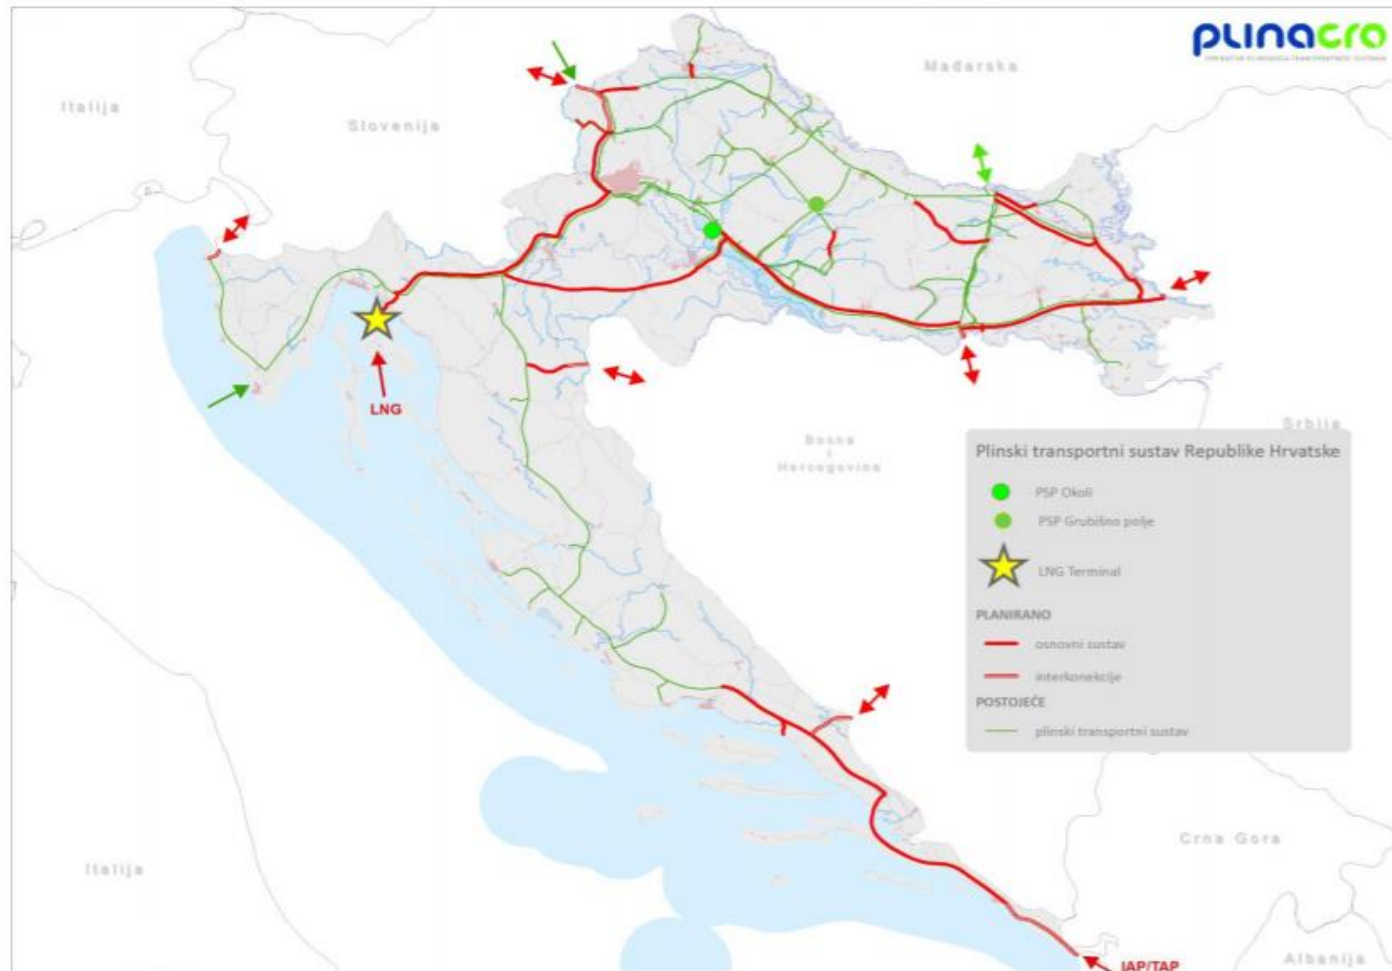 plinacro
Mađarska
Italija
Slovenija
LNG
Srbija
Bosna
i
Hercegovina
Plinski transportni sustav Republike Hrvatske
PSP Okoli
PSP Grubišno polje
LNG Terminal
PLANIRANO
osnovni sustav
interkonekcije
POSTOJEĆE
plinski transportni sustav
Crna Gora
Italija
Albanija
IAP/TAP